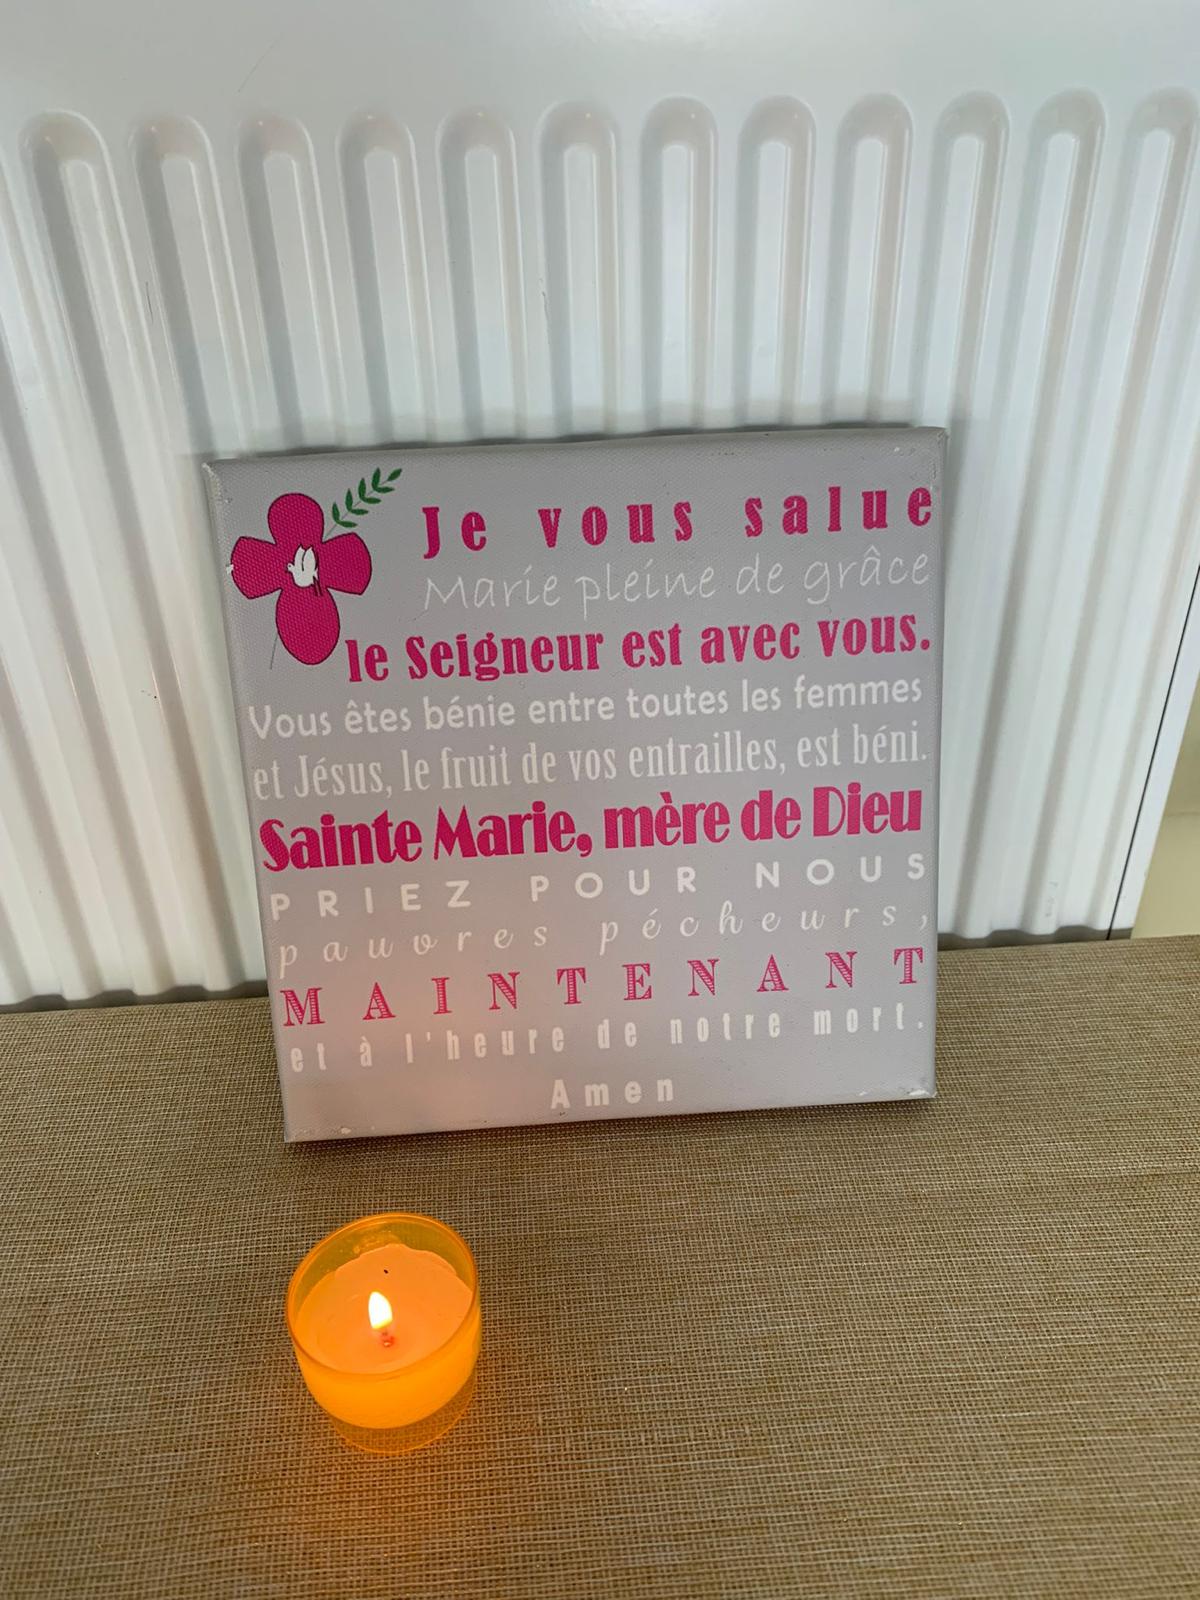 Je vous salue
Marie pleine de grâce
le Seigneur est avec vous.
Vous êtes bénie entre toutes les femmes
et Jésus, le fruit de vos entrailles, est béni.
Sainte Marie, mère de Dieu
PRIEZ POUR NOUS
pauvres pécheurs,
MAINTENANT
et à l'heure de notre mort.
Amen